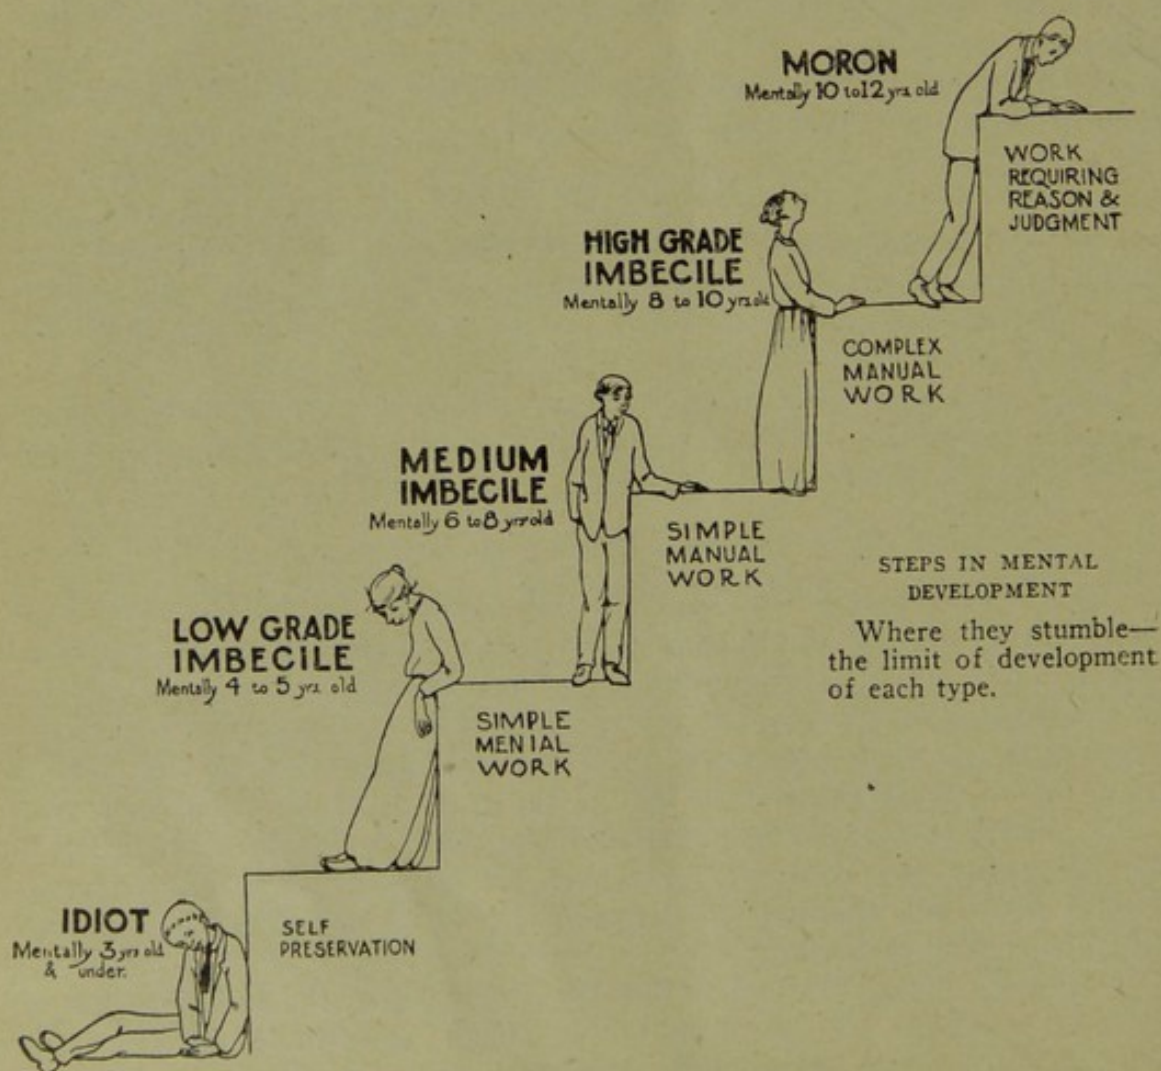 MORON
Mentally 10 to 12 yrs old
WORK
REQUIRING
REASON &
JUDGMENT
HIGH GRADE
IMBECILE
Mentally 8 to 10 yrs old
COMPLEX
MANUAL
WORK
MEDIUM
IMBECILE
Mentally 6 to 8 yrs old
SIMPLE
MANUAL
WORK
STEPS IN MENTAL
DEVELOPMENT
Where they stumble—
the limit of development
of each type.
LOW GRADE
IMBECILE
Mentally 4 to 5 yrs old
SIMPLE
MENIAL
WORK
IDIOT
Mentally 3 yrs old
& under.
SELF
PRESERVATION